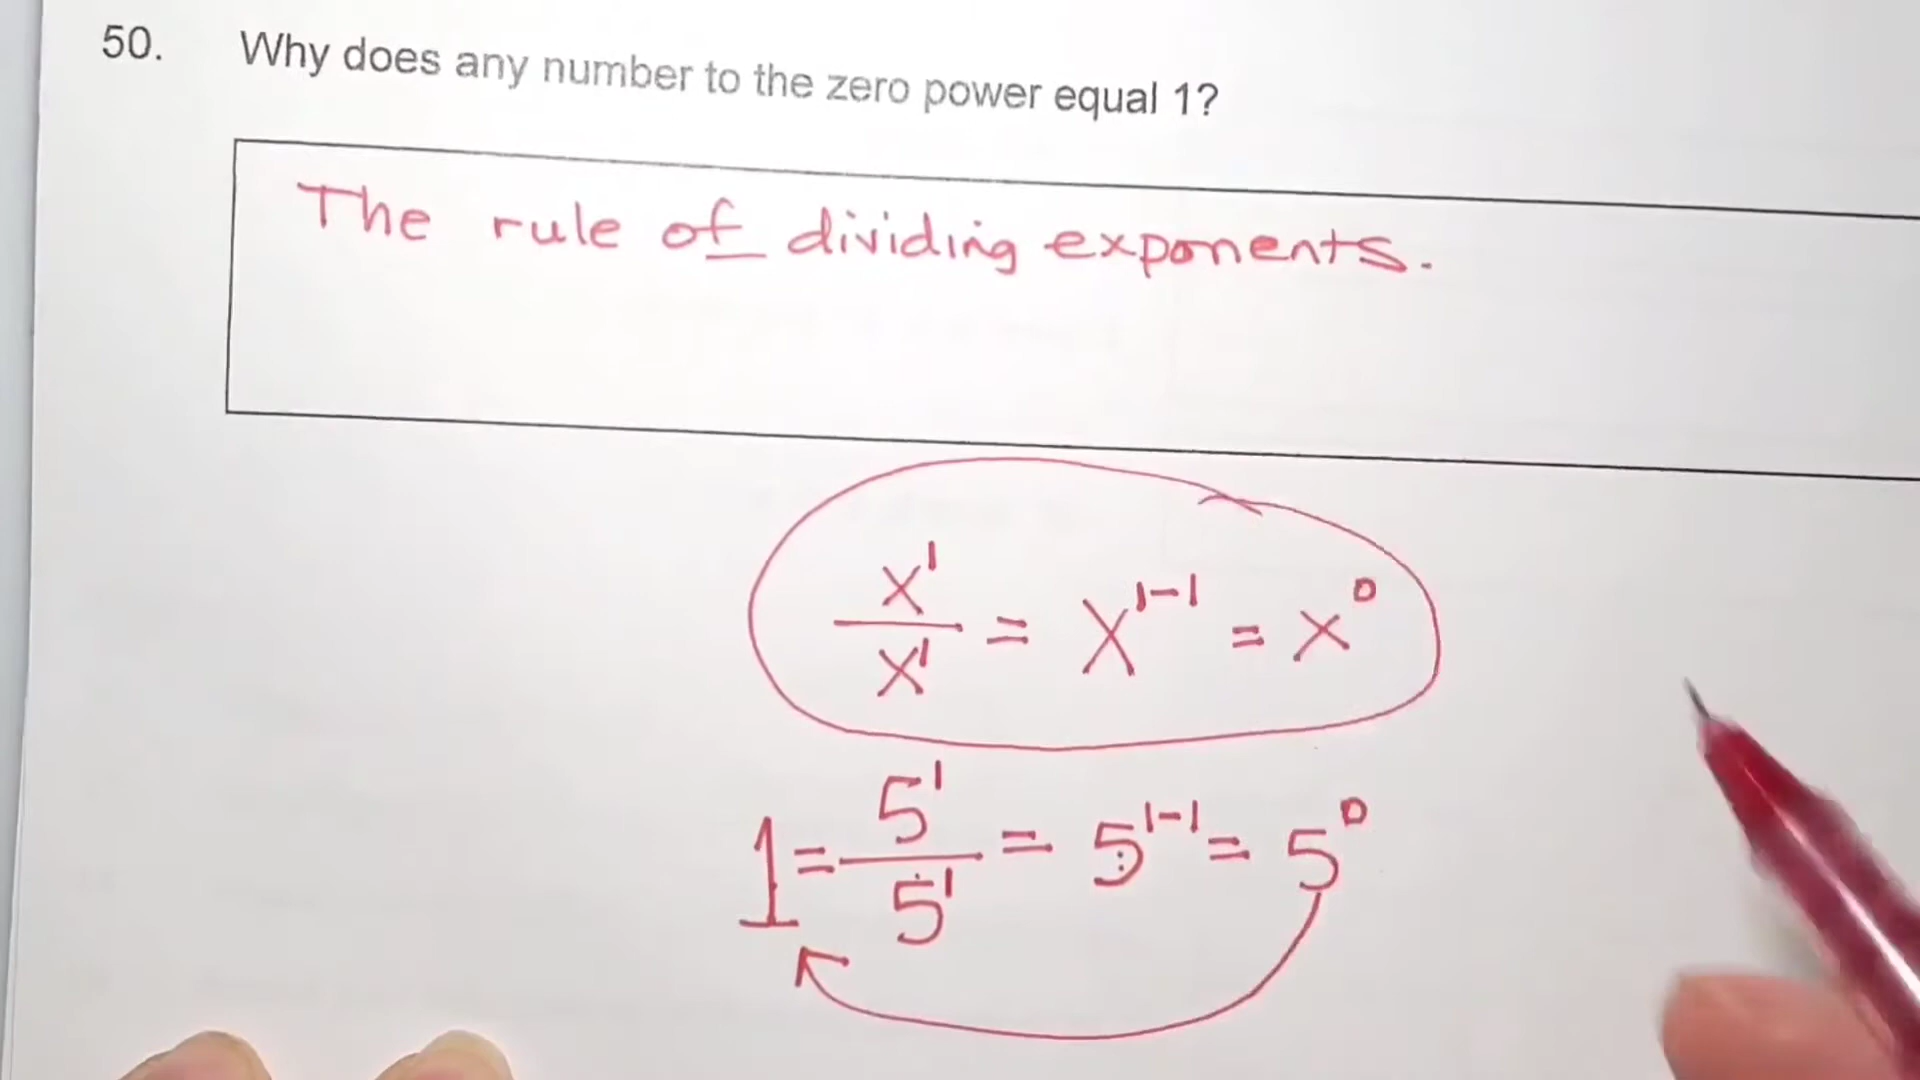 50. Why does any number to the zero power equal 1?
The rule of dividing exponents.
x¹/x¹ = x¹⁻¹ = x⁰
1 = 5¹/5¹ = 5¹⁻¹ = 5⁰